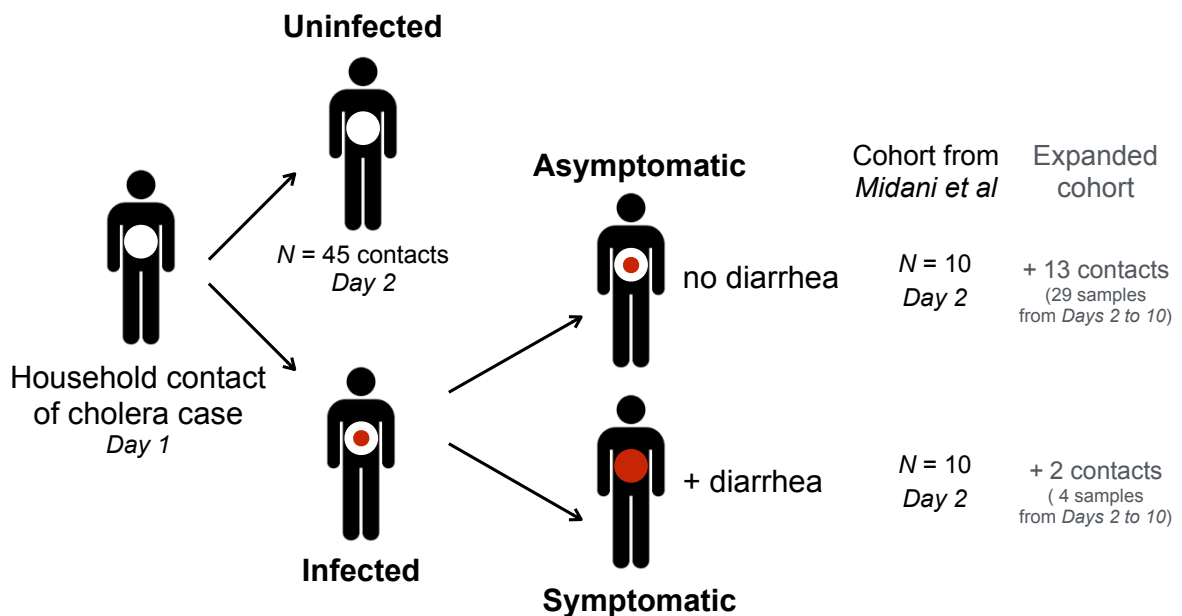 Uninfected
N = 45 contacts
Day 2
Household contact
of cholera case
Day 1
Infected
Asymptomatic
no diarrhea
Symptomatic
+ diarrhea
Cohort from
Midani et al
N = 10
Day 2
N = 10
Day 2
Expanded
cohort
+ 13 contacts
(29 samples
from Days 2 to 10)
+ 2 contacts
( 4 samples
from Days 2 to 10)